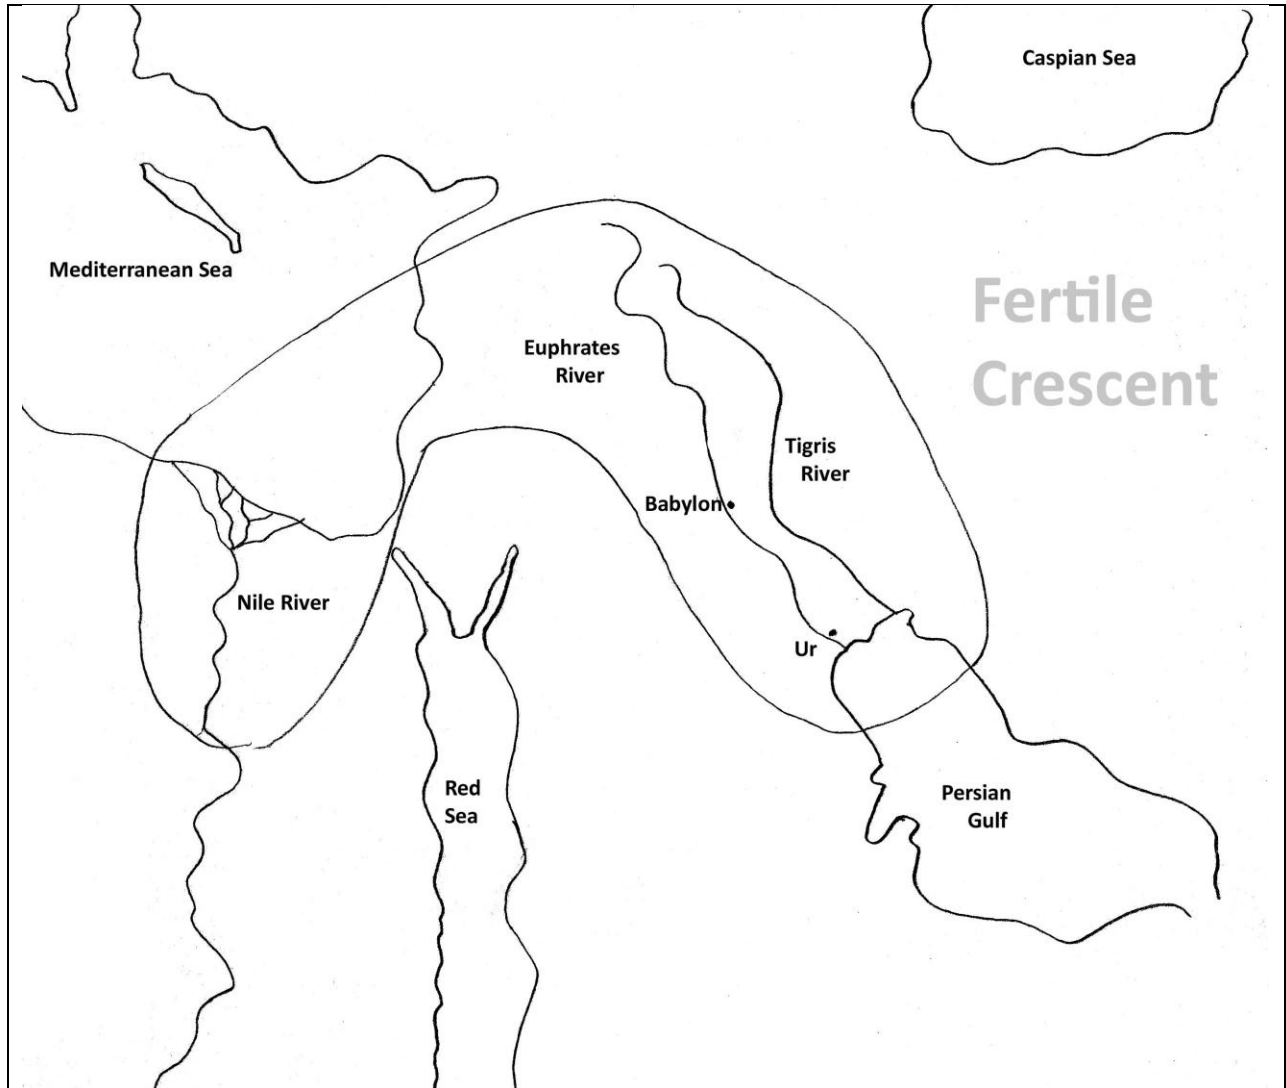 Caspian Sea
Mediterranean Sea
Fertile
Crescent
Euphrates
River
Tigris
River
Babylon
Nile River
Ur
Red
Sea
Persian
Gulf